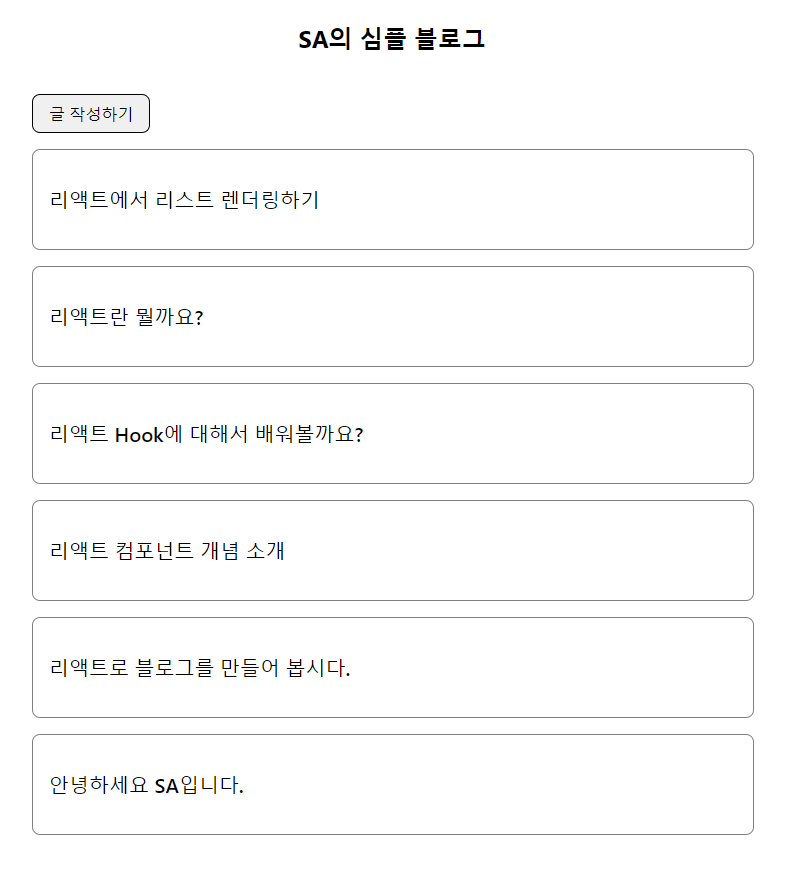 SA의 심플 블로그
글 작성하기
리액트에서 리스트 렌더링하기
리액트란 뭘까요?
리액트 Hook에 대해서 배워볼까요?
리액트 컴포넌트 개념 소개
리액트로 블로그를 만들어 봅시다.
안녕하세요 SA입니다.